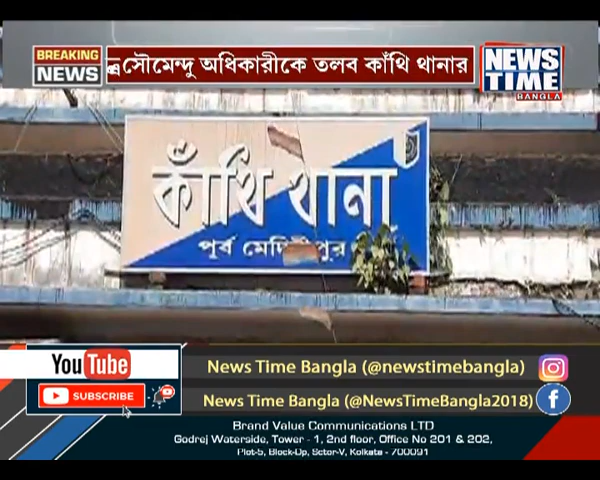 BREAKING
NEWS
সৌমেন্দু অধিকারীকে তলব কাঁথি থানার
NEWS
TIME
BANGLA
কাঁথি থানা
পূর্ব মেদিনীপুর
YouTube
SUBSCRIBE
News Time Bangla (@newstimebangla)
News Time Bangla (@NewsTimeBangla2018)
Brand Value Communications LTD
Godrej Waterside, Tower - 1, 2nd floor, Office No 201 & 202,
Plot-5, Block-Dp, Sctor-V, Kolkata - 700091